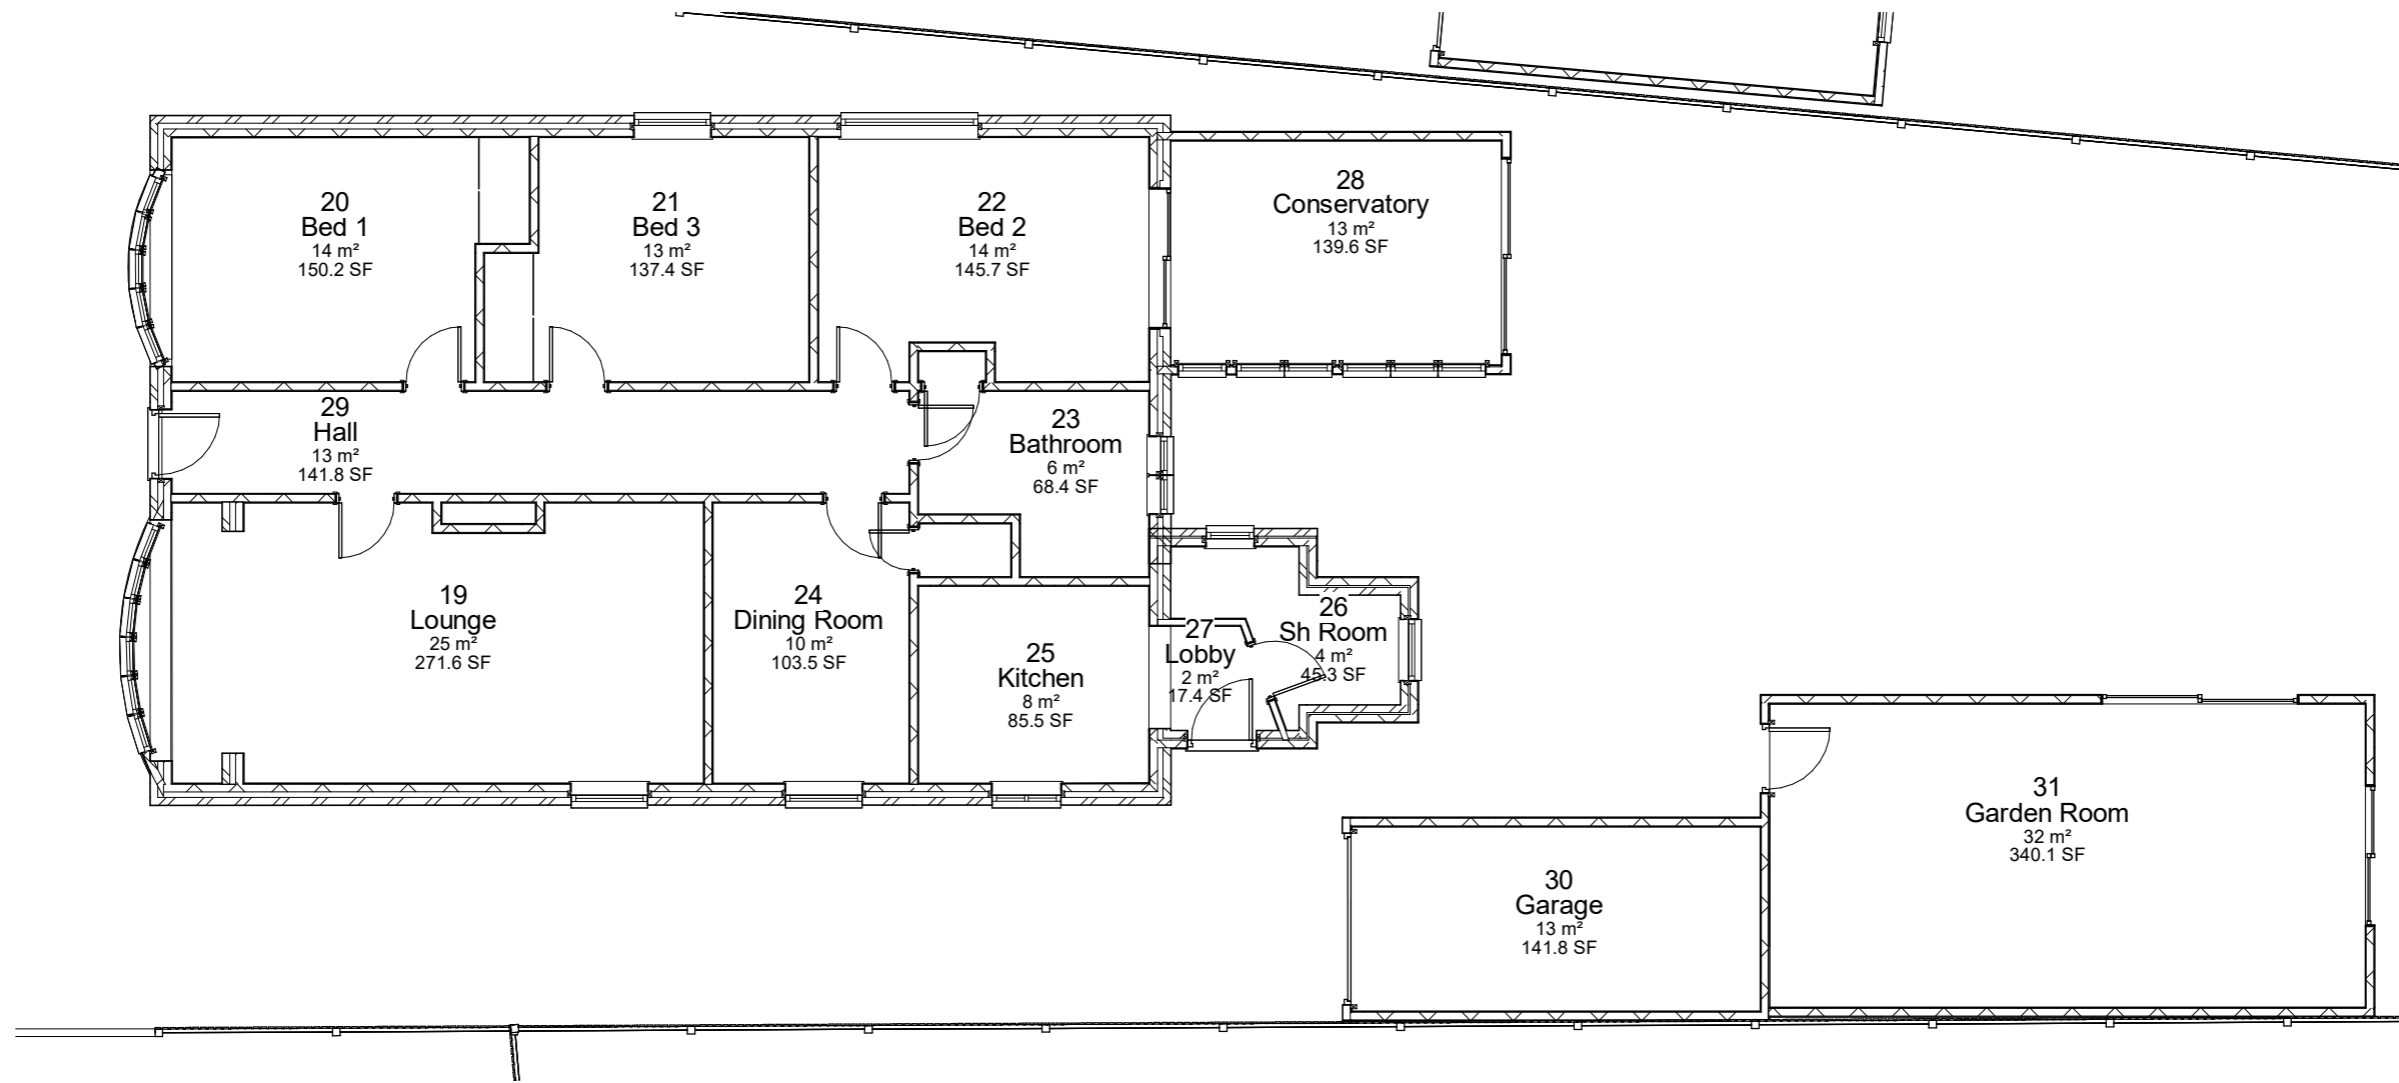 20
Bed 1
14 m²
150.2 SF
21
Bed 3
13 m²
137.4 SF
22
Bed 2
14 m²
145.7 SF
28
Conservatory
13 m²
139.6 SF
29
Hall
13 m²
141.8 SF
23
Bathroom
6 m²
68.4 SF
19
Lounge
25 m²
271.6 SF
24
Dining Room
10 m²
103.5 SF
25
Kitchen
8 m²
85.5 SF
27
Lobby
2 m²
17.4 SF
26
Sh Room
4 m²
45.3 SF
30
Garage
13 m²
141.8 SF
31
Garden Room
32 m²
340.1 SF